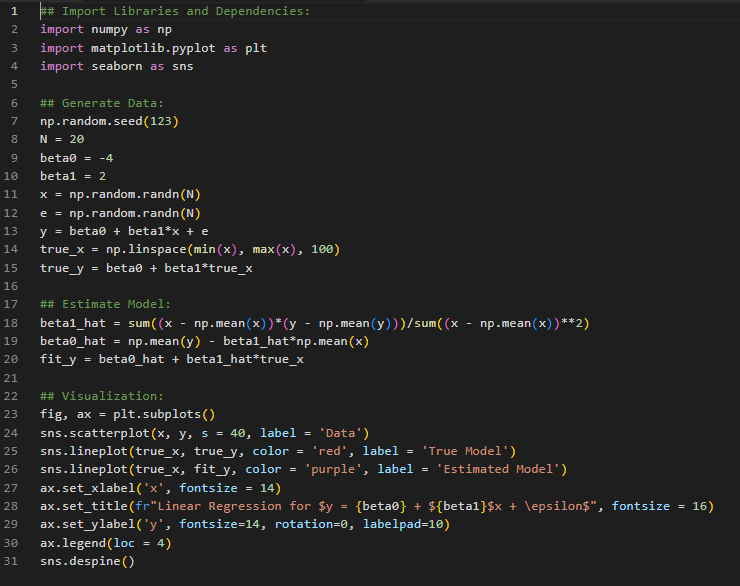 1 ## Import Libraries and Dependencies:
2 import numpy as np
3 import matplotlib.pyplot as plt
4 import seaborn as sns
5
6 ## Generate Data:
7 np.random.seed(123)
8 N = 20
9 beta0 = -4
10 beta1 = 2
11 x = np.random.randn(N)
12 e = np.random.randn(N)
13 y = beta0 + beta1*x + e
14 true_x = np.linspace(min(x), max(x), 100)
15 true_y = beta0 + beta1*true_x
16
17 ## Estimate Model:
18 beta1_hat = sum((x - np.mean(x))*(y - np.mean(y)))/sum((x - np.mean(x))**2)
19 beta0_hat = np.mean(y) - beta1_hat*np.mean(x)
20 fit_y = beta0_hat + beta1_hat*true_x
21
22 ## Visualization:
23 fig, ax = plt.subplots()
24 sns.scatterplot(x, y, s = 40, label = 'Data')
25 sns.lineplot(true_x, true_y, color = 'red', label = 'True Model')
26 sns.lineplot(true_x, fit_y, color = 'purple', label = 'Estimated Model')
27 ax.set_xlabel('x', fontsize = 14)
28 ax.set_title(fr"Linear Regression for $y = {beta0} + ${beta1}$x + \epsilon$", fontsize = 16)
29 ax.set_ylabel('y', fontsize=14, rotation=0, labelpad=10)
30 ax.legend(loc = 4)
31 sns.despine()